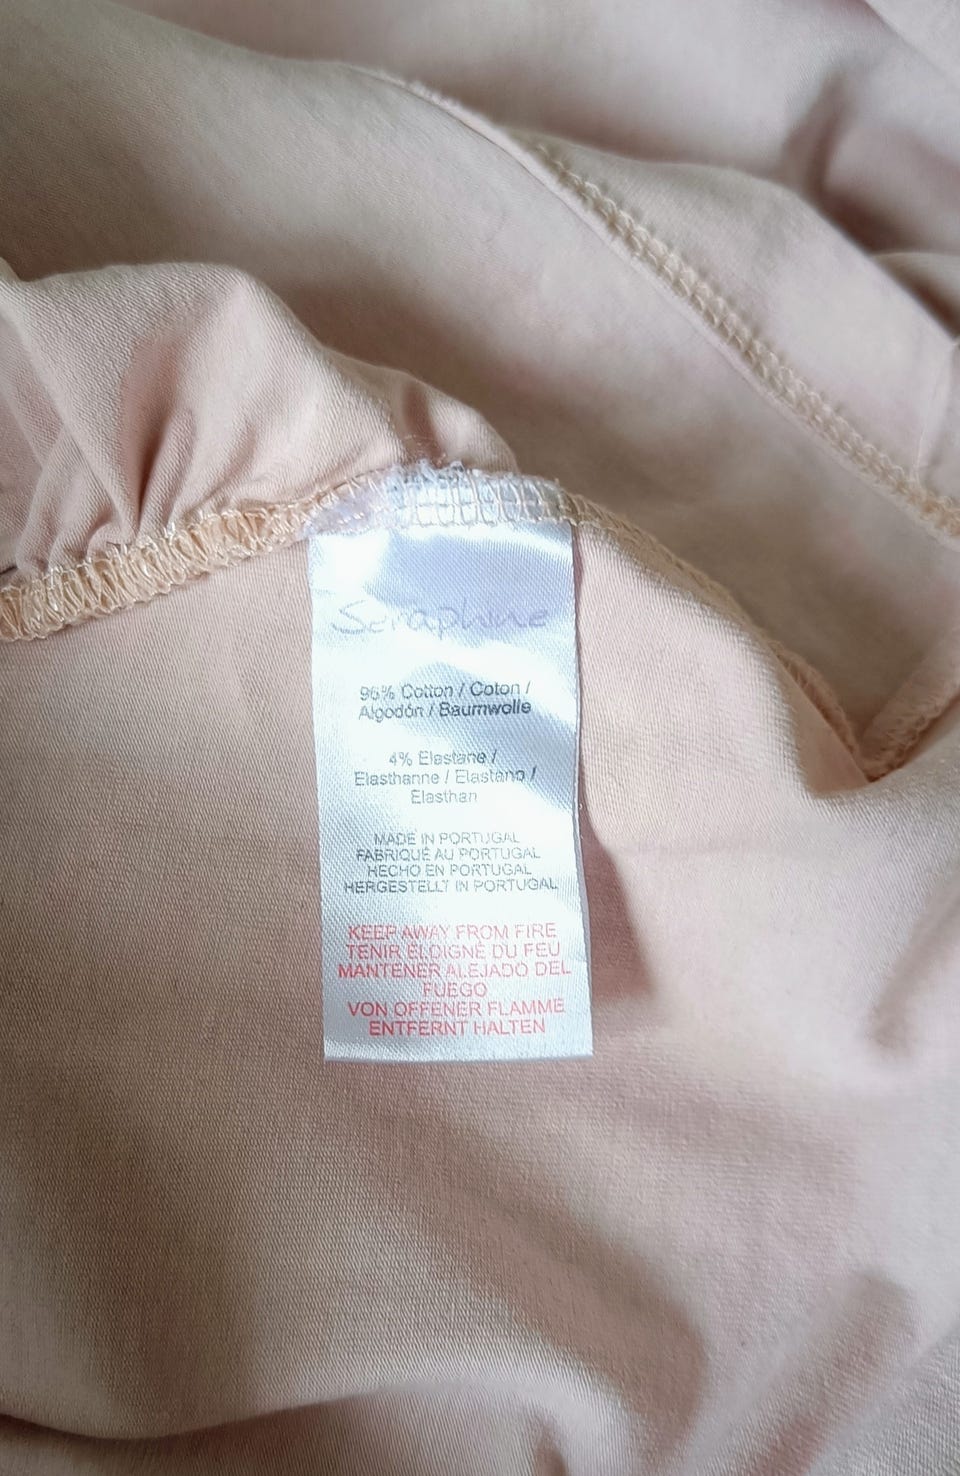 Seraphine
96% Cotton / Coton /
Algodón / Baumwolle
4% Elastane /
Elasthanne / Elastano /
Elasthan
MADE IN PORTUGAL
FABRIQUÉ AU PORTUGAL
HECHO EN PORTUGAL
HERGESTELLT IN PORTUGAL
KEEP AWAY FROM FIRE
TENIR ÉLOIGNÉ DU FEU
MANTENER ALEJADO DEL
FUEGO
VON OFFENER FLAMME
ENTFERNT HALTEN